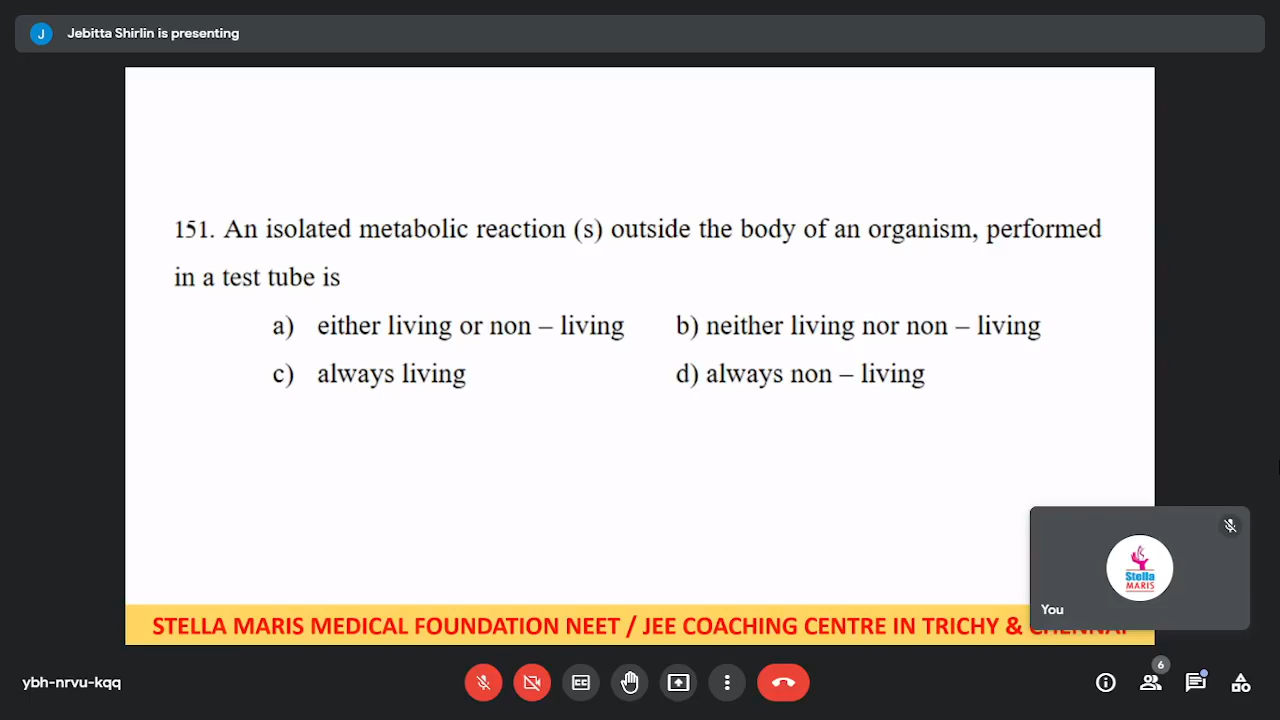 J Jebitta Shirlin is presenting
151. An isolated metabolic reaction (s) outside the body of an organism, performed
in a test tube is
a) either living or non – living b) neither living nor non – living
c) always living d) always non – living
Stella
MARIS
You
STELLA MARIS MEDICAL FOUNDATION NEET / JEE COACHING CENTRE IN TRICHY &
6
ybh-nrvu-kqq